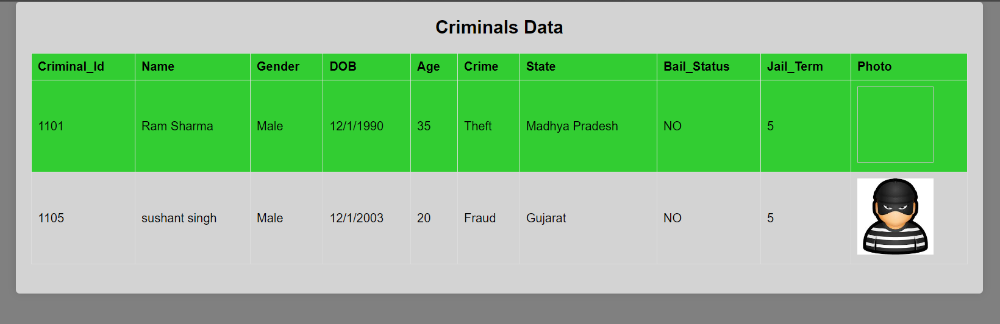 Criminals Data
Criminal_Id Name Gender DOB Age Crime State Bail_Status Jail_Term Photo
1101 Ram Sharma Male 12/1/1990 35 Theft Madhya Pradesh NO 5
1105 sushant singh Male 12/1/2003 20 Fraud Gujarat NO 5